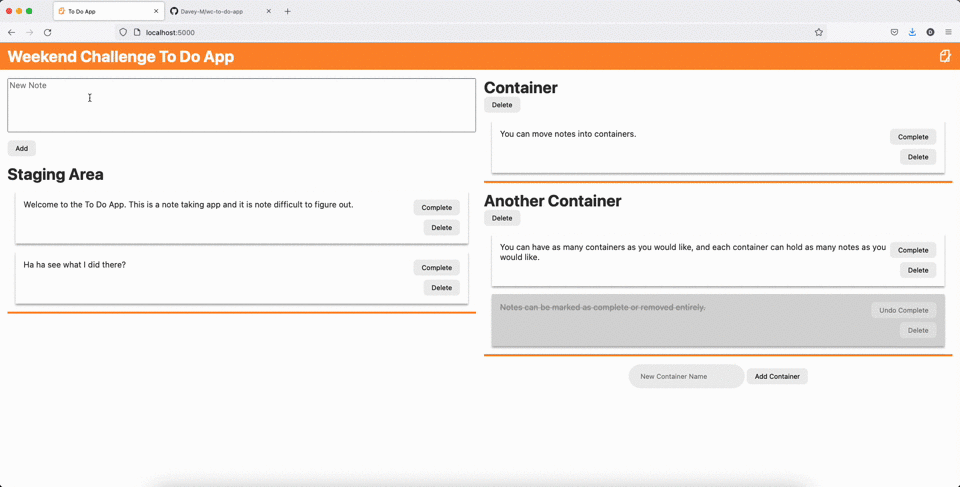 To Do App
Davey-M/wc-to-do-app
localhost:5000
Weekend Challenge To Do App
New Note
Add
Staging Area
Welcome to the To Do App. This is a note taking app and it is note difficult to figure out.
Complete
Delete
Ha ha see what I did there?
Complete
Delete
Container
Delete
You can move notes into containers.
Complete
Delete
Another Container
Delete
You can have as many containers as you would like, and each container can hold as many notes as you
would like.
Complete
Delete
Notes can be marked as complete or removed entirely.
Undo Complete
Delete
New Container Name
Add Container